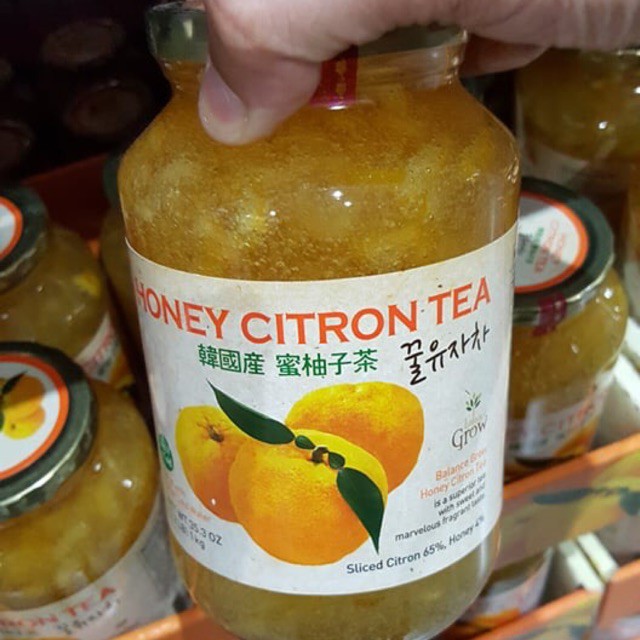 HONEY CITRON TEA
韓國産 蜜柚子茶 꿀유자차
Grow
Balance Grow
Honey Citron Tea
is a superior tea
with sweet and
marvelous fragrant taste
35.3 OZ
1kg
Sliced Citron 65%, Honey 4%
CITRON TEA